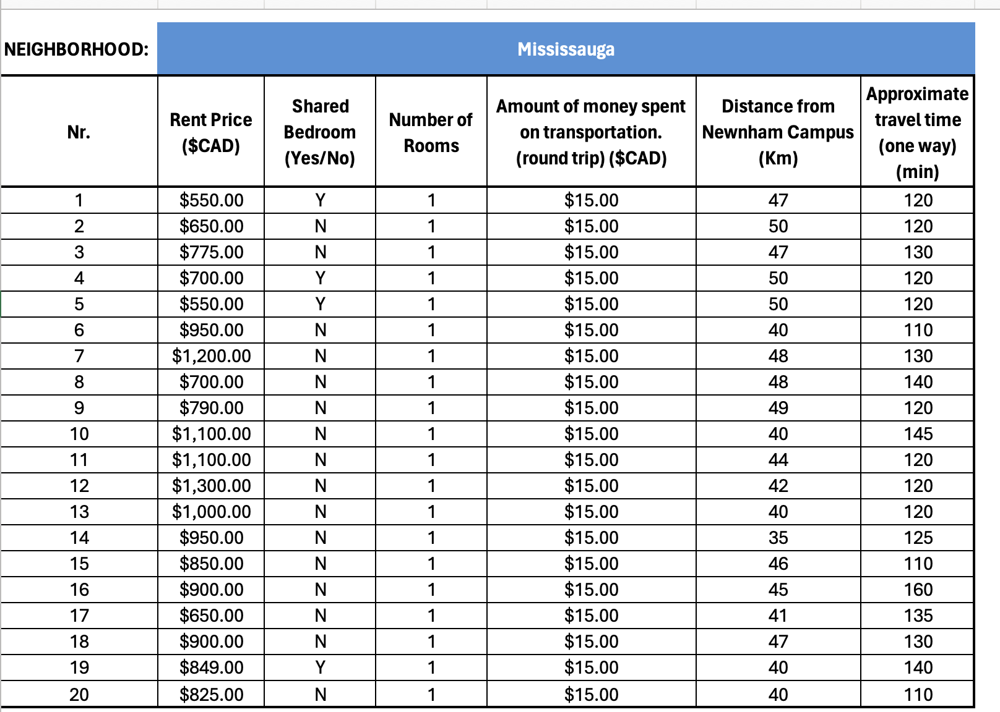 NEIGHBORHOOD: Mississauga
Nr. Rent Price ($CAD) Shared Bedroom (Yes/No) Number of Rooms Amount of money spent on transportation. (round trip) ($CAD) Distance from Newnham Campus (Km) Approximate travel time (one way) (min)
1 $550.00 Y 1 $15.00 47 120
2 $650.00 N 1 $15.00 50 120
3 $775.00 N 1 $15.00 47 130
4 $700.00 Y 1 $15.00 50 120
5 $550.00 Y 1 $15.00 50 120
6 $950.00 N 1 $15.00 40 110
7 $1,200.00 N 1 $15.00 48 130
8 $700.00 N 1 $15.00 48 140
9 $790.00 N 1 $15.00 49 120
10 $1,100.00 N 1 $15.00 40 145
11 $1,100.00 N 1 $15.00 44 120
12 $1,300.00 N 1 $15.00 42 120
13 $1,000.00 N 1 $15.00 40 120
14 $950.00 N 1 $15.00 35 125
15 $850.00 N 1 $15.00 46 110
16 $900.00 N 1 $15.00 45 160
17 $650.00 N 1 $15.00 41 135
18 $900.00 N 1 $15.00 47 130
19 $849.00 Y 1 $15.00 40 140
20 $825.00 N 1 $15.00 40 110